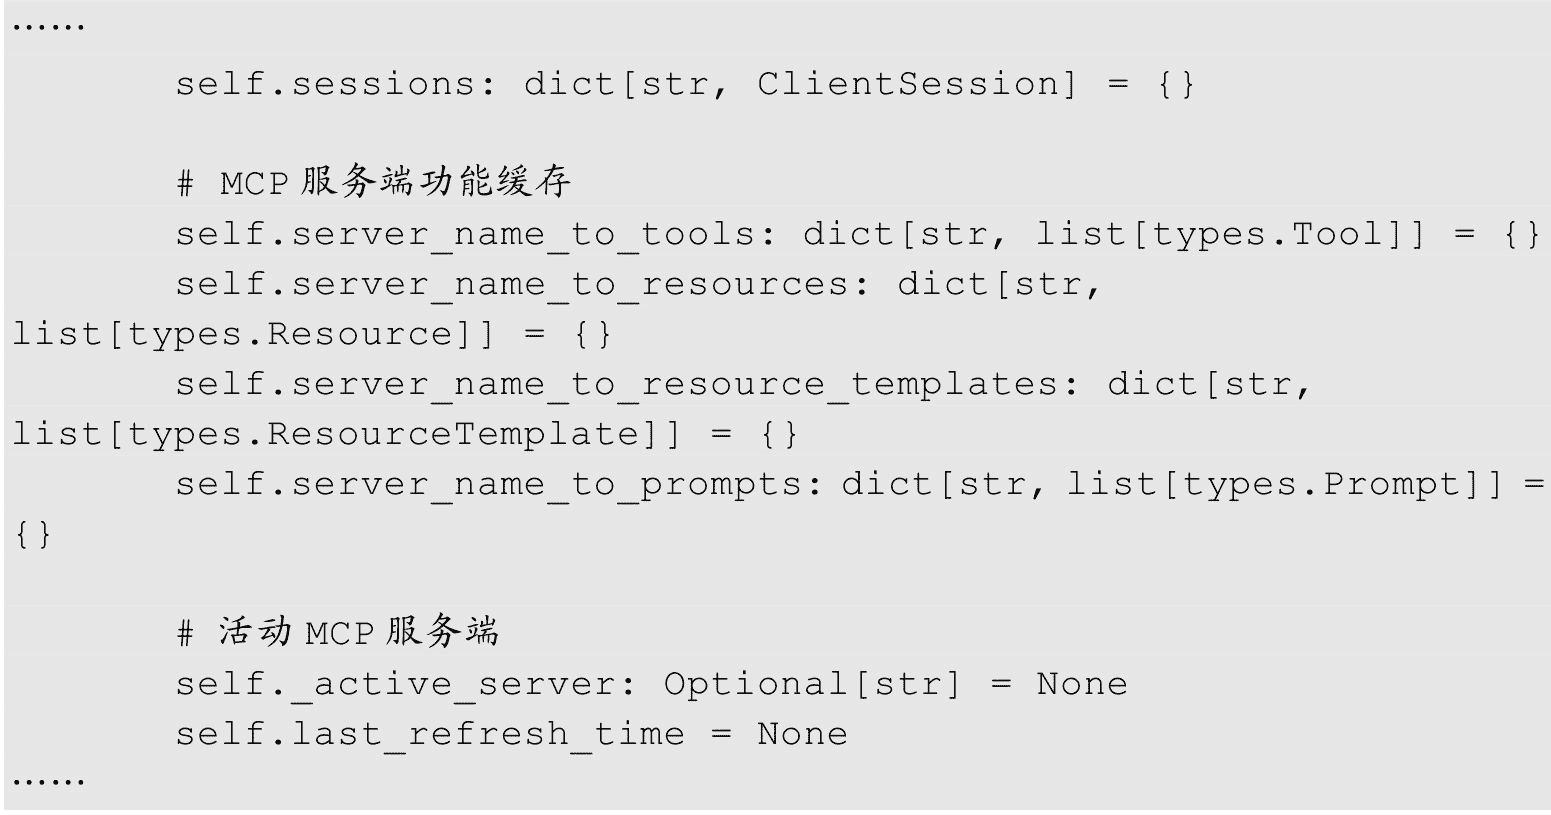 ……
self.sessions: dict[str, ClientSession] = {}
# MCP 服务端功能缓存
self.server_name_to_tools: dict[str, list[types.Tool]] = {}
self.server_name_to_resources: dict[str,
list[types.Resource]] = {}
self.server_name_to_resource_templates: dict[str,
list[types.ResourceTemplate]] = {}
self.server_name_to_prompts: dict[str, list[types.Prompt]] =
{}
# 活动 MCP 服务端
self._active_server: Optional[str] = None
self.last_refresh_time = None
……